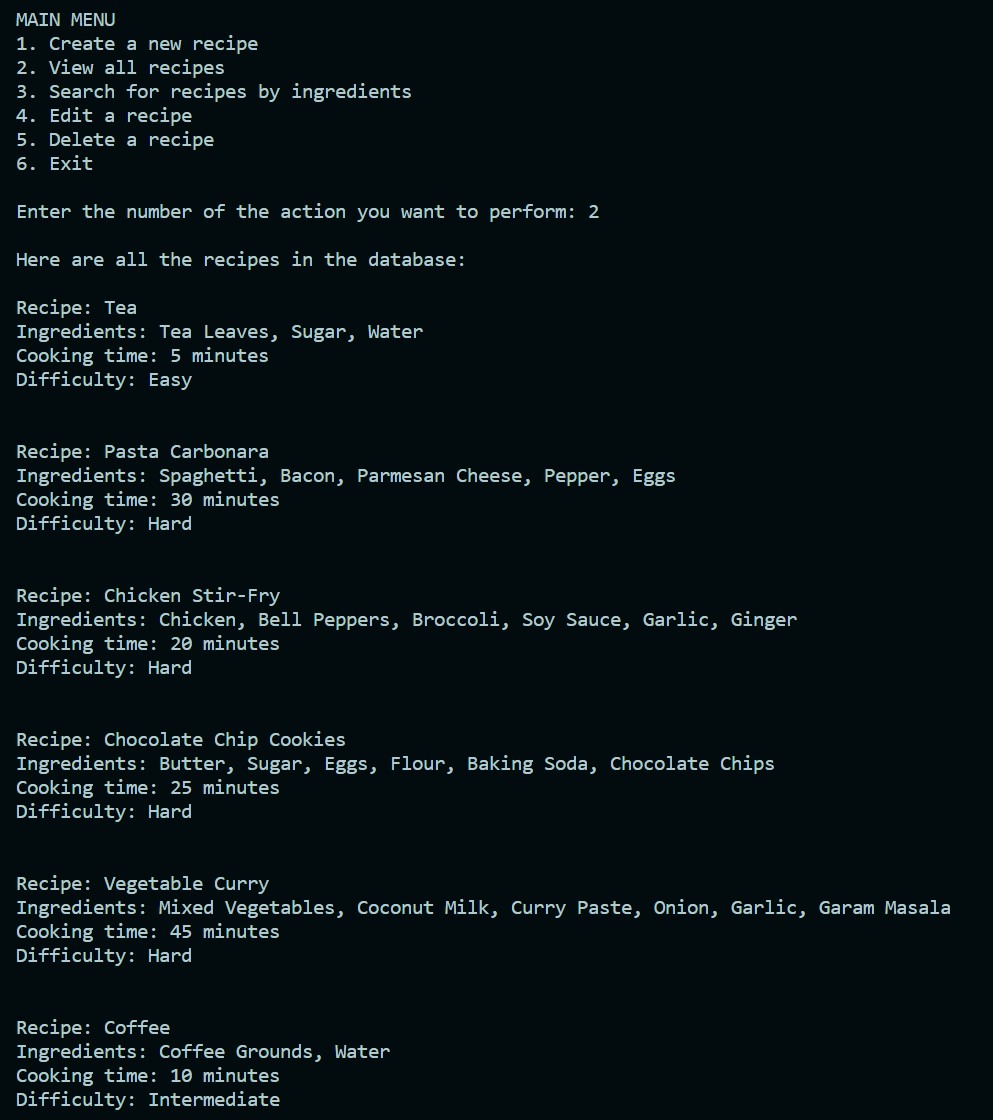 MAIN MENU
1. Create a new recipe
2. View all recipes
3. Search for recipes by ingredients
4. Edit a recipe
5. Delete a recipe
6. Exit
Enter the number of the action you want to perform: 2
Here are all the recipes in the database:
Recipe: Tea
Ingredients: Tea Leaves, Sugar, Water
Cooking time: 5 minutes
Difficulty: Easy
Recipe: Pasta Carbonara
Ingredients: Spaghetti, Bacon, Parmesan Cheese, Pepper, Eggs
Cooking time: 30 minutes
Difficulty: Hard
Recipe: Chicken Stir-Fry
Ingredients: Chicken, Bell Peppers, Broccoli, Soy Sauce, Garlic, Ginger
Cooking time: 20 minutes
Difficulty: Hard
Recipe: Chocolate Chip Cookies
Ingredients: Butter, Sugar, Eggs, Flour, Baking Soda, Chocolate Chips
Cooking time: 25 minutes
Difficulty: Hard
Recipe: Vegetable Curry
Ingredients: Mixed Vegetables, Coconut Milk, Curry Paste, Onion, Garlic, Garam Masala
Cooking time: 45 minutes
Difficulty: Hard
Recipe: Coffee
Ingredients: Coffee Grounds, Water
Cooking time: 10 minutes
Difficulty: Intermediate